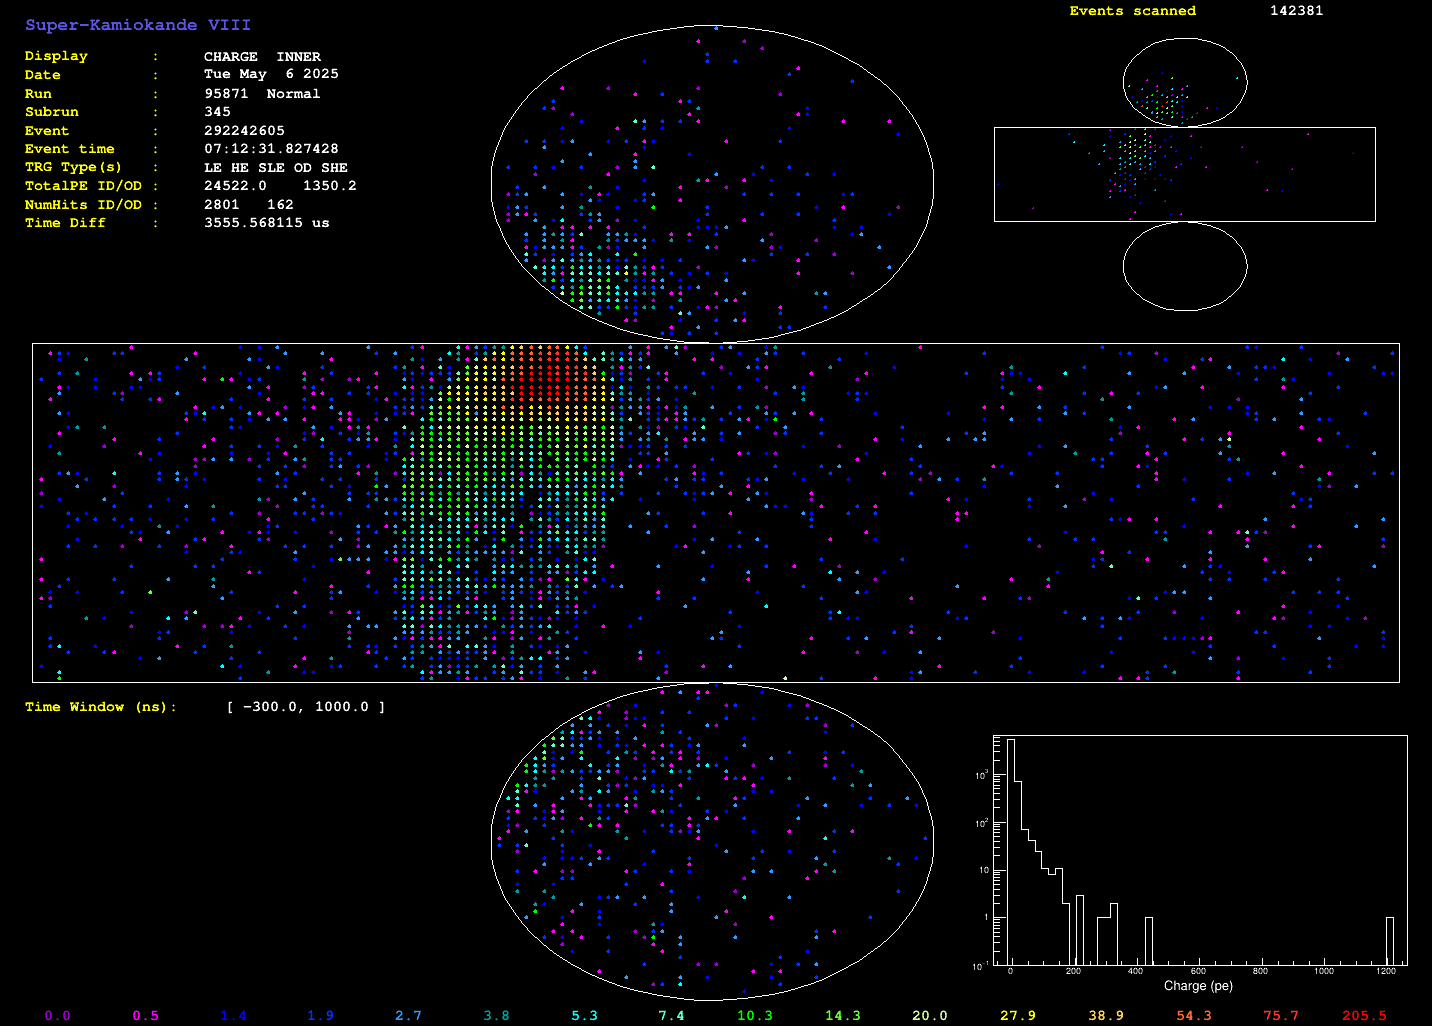 Super-Kamiokande VIII
Display : CHARGE INNER
Date : Tue May 6 2025
Run : 95871 Normal
Subrun : 345
Event : 292242605
Event time : 07:12:31.827428
TRG Type(s) : LE HE SLE OD SHE
TotalPE ID/OD : 24522.0 1350.2
NumHits ID/OD : 2801 162
Time Diff : 3555.568115 us
Events scanned 142381
Time Window (ns): [ -300.0, 1000.0 ]
10³
10²
10
1
10⁻¹
0 200 400 600 800 1000 1200
Charge (pe)
0.0 0.5 1.4 1.9 2.7 3.8 5.3 7.4 10.3 14.3 20.0 27.9 38.9 54.3 75.7 205.5